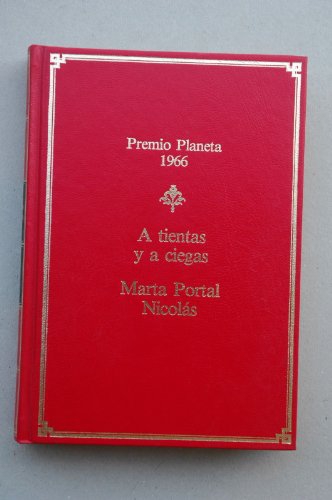 Premio Planeta
1966
A tientas
y a ciegas
Marta Portal
Nicolás